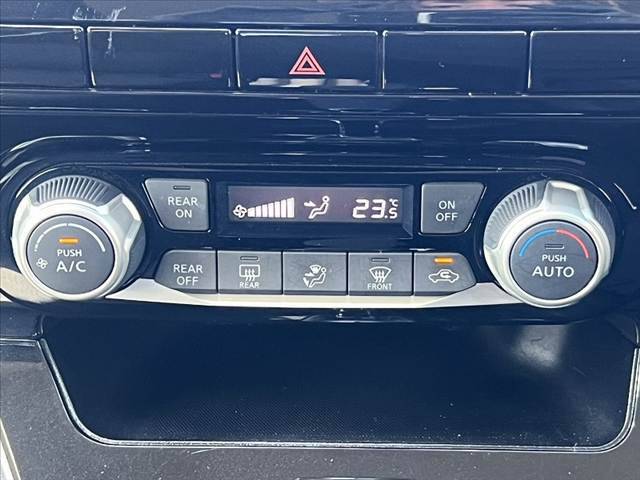 REAR
ON
23.5
°C
ON
OFF
PUSH
A/C
REAR
OFF
REAR
FRONT
PUSH
AUTO